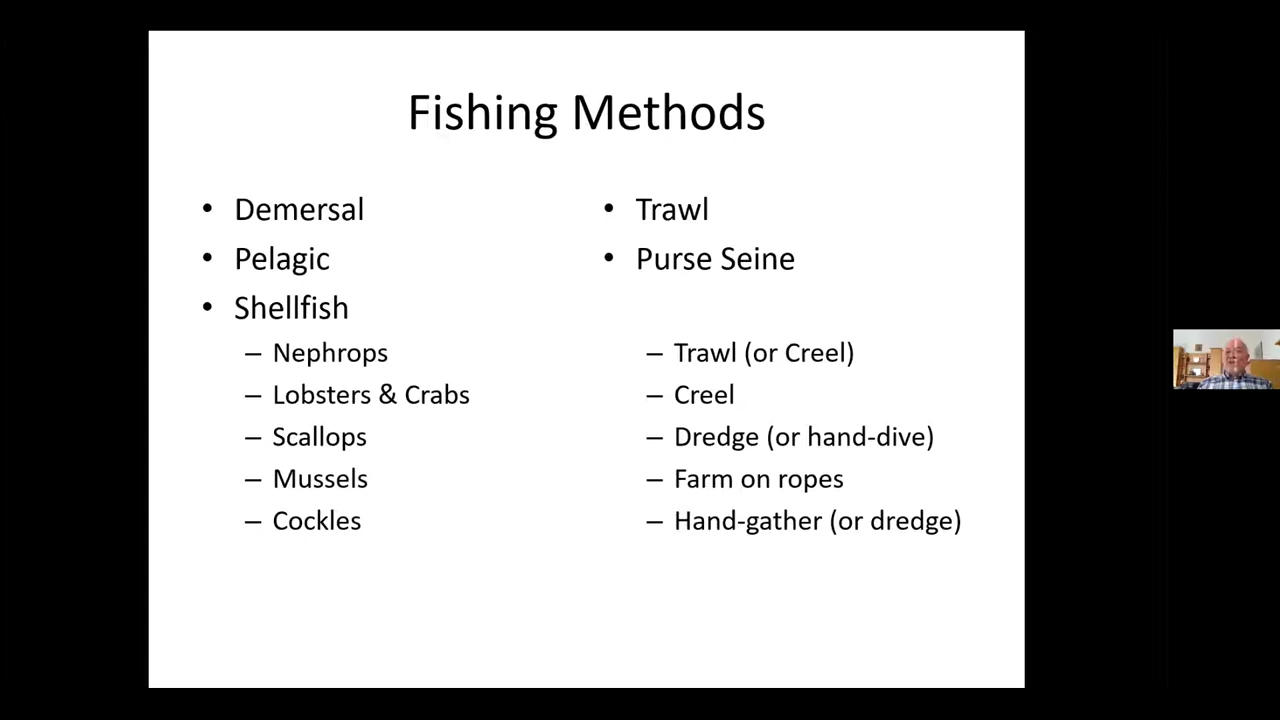 Fishing Methods
• Demersal
• Pelagic
• Shellfish
– Nephrops
– Lobsters & Crabs
– Scallops
– Mussels
– Cockles
• Trawl
• Purse Seine
– Trawl (or Creel)
– Creel
– Dredge (or hand-dive)
– Farm on ropes
– Hand-gather (or dredge)